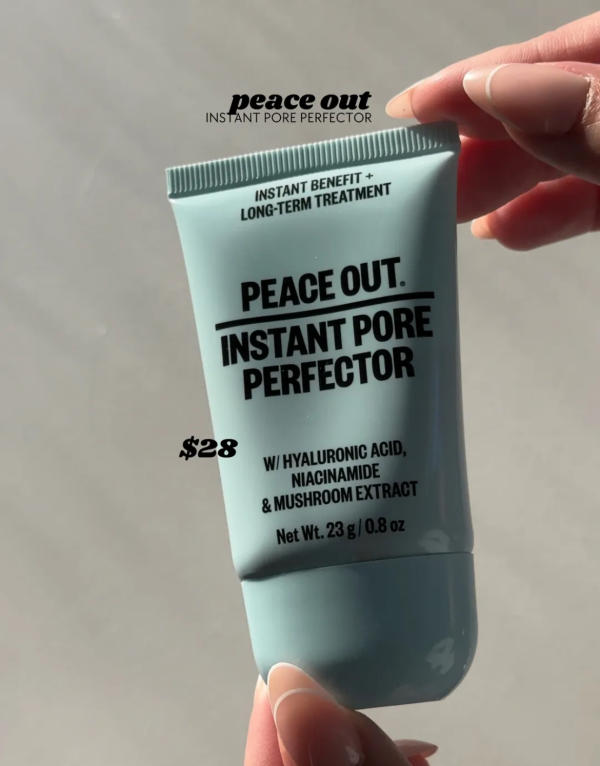 peace out
INSTANT PORE PERFECTOR
INSTANT BENEFIT +
LONG-TERM TREATMENT
PEACE OUT.
INSTANT PORE
PERFECTOR
$28
W/ HYALURONIC ACID,
NIACINAMIDE
& MUSHROOM EXTRACT
Net Wt. 23 g / 0.8 oz